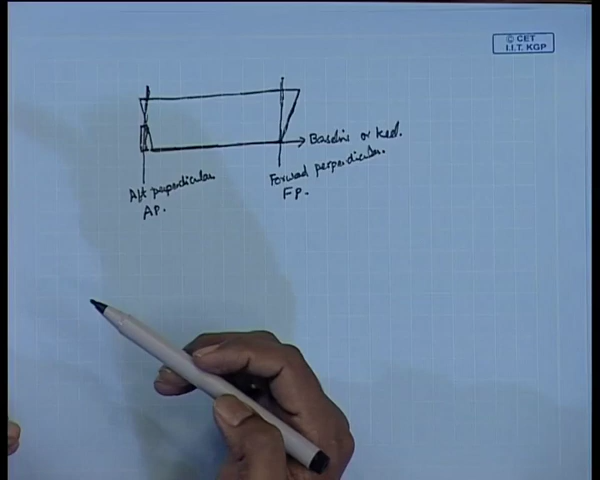 © CET
I.I.T. KGP
Baseline or keel.
Aft perpendicular
AP.
Forward perpendicular.
FP.